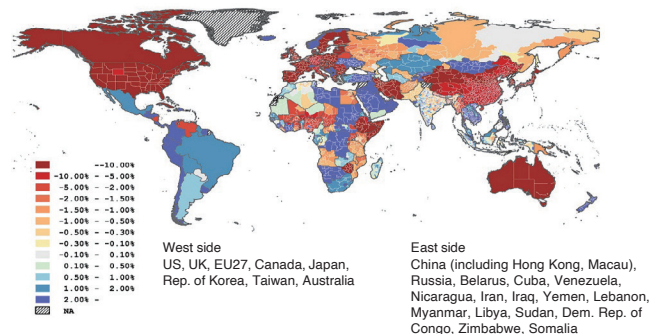 --10.00%
-10.00% - -5.00%
-5.00% - -2.00%
-2.00% - -1.50%
-1.50% - -1.00%
-1.00% - -0.50%
-0.50% - -0.30%
-0.30% - -0.10%
-0.10% - 0.10%
0.10% - 0.50%
0.50% - 1.00%
1.00% - 2.00%
2.00% -
NA
West side
US, UK, EU27, Canada, Japan,
Rep. of Korea, Taiwan, Australia
East side
China (including Hong Kong, Macau),
Russia, Belarus, Cuba, Venezuela,
Nicaragua, Iran, Iraq, Yemen, Lebanon,
Myanmar, Libya, Sudan, Dem. Rep. of
Congo, Zimbabwe, Somalia